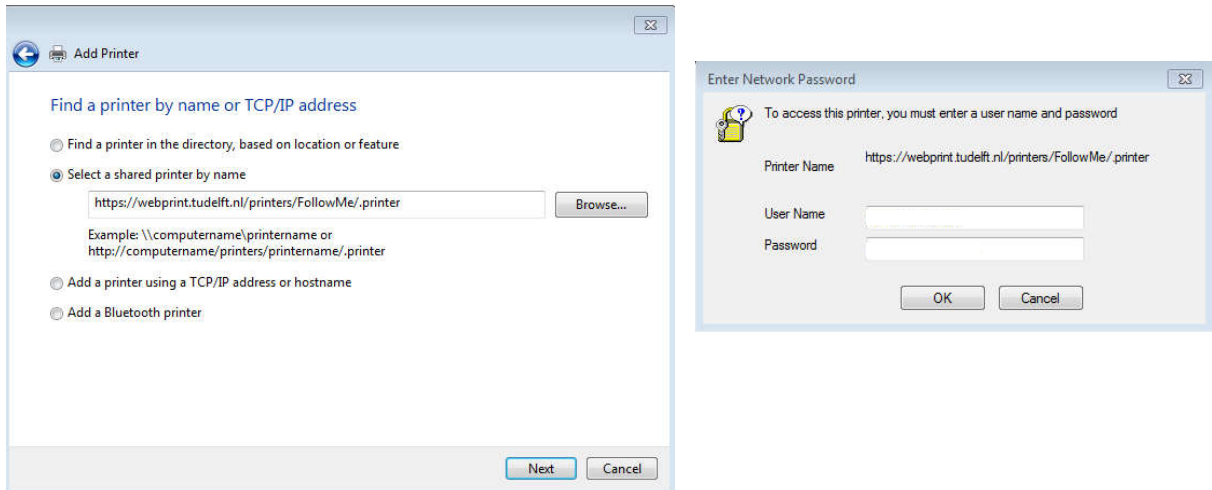 Add Printer
Find a printer by name or TCP/IP address
Find a printer in the directory, based on location or feature
Select a shared printer by name
https://webprint.tudelft.nl/printers/FollowMe/.printer
Browse...
Example: \\computername\printername or
http://computername/printers/printername/.printer
Add a printer using a TCP/IP address or hostname
Add a Bluetooth printer
Next
Cancel
Enter Network Password
To access this printer, you must enter a user name and password
Printer Name
https://webprint.tudelft.nl/printers/FollowMe/.printer
User Name
Password
OK
Cancel